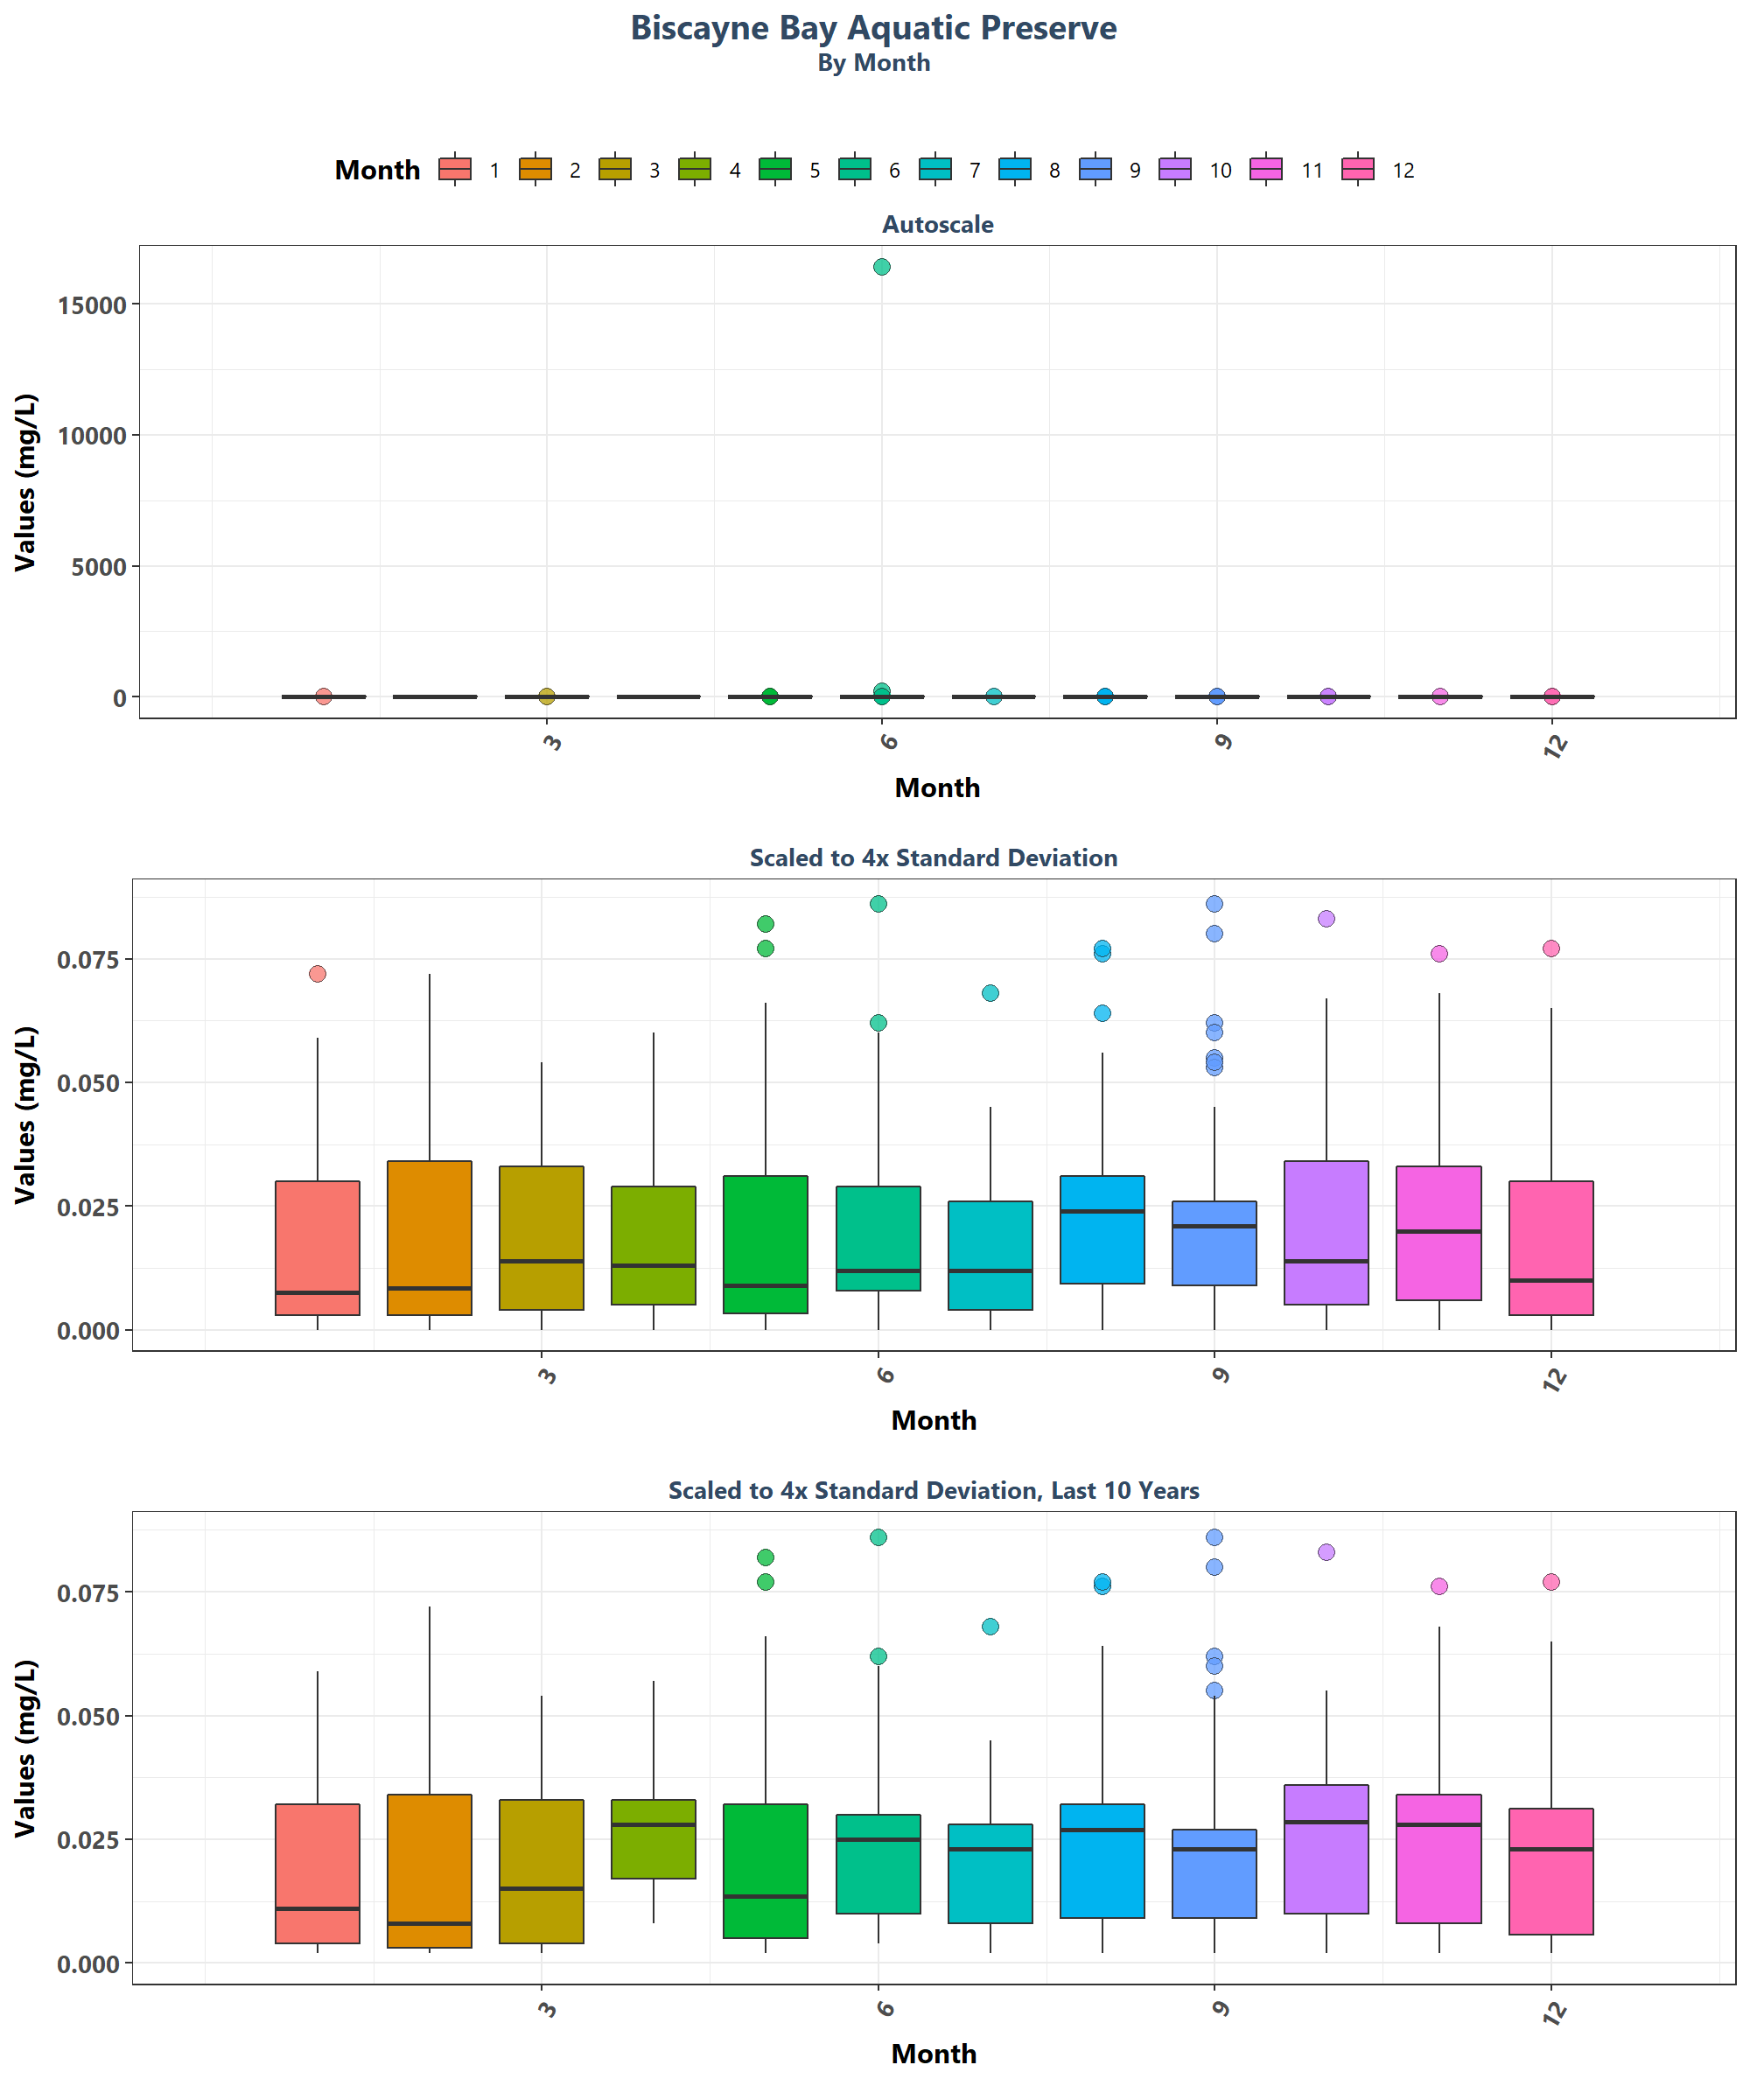 Biscayne Bay Aquatic Preserve
By Month
Month 1 2 3 4 5 6 7 8 9 10 11 12
Autoscale
Values (mg/L)
15000
10000
5000
0
3 6 9 12
Month
Scaled to 4x Standard Deviation
Values (mg/L)
0.075
0.050
0.025
0.000
3 6 9 12
Month
Scaled to 4x Standard Deviation, Last 10 Years
Values (mg/L)
0.075
0.050
0.025
0.000
3 6 9 12
Month